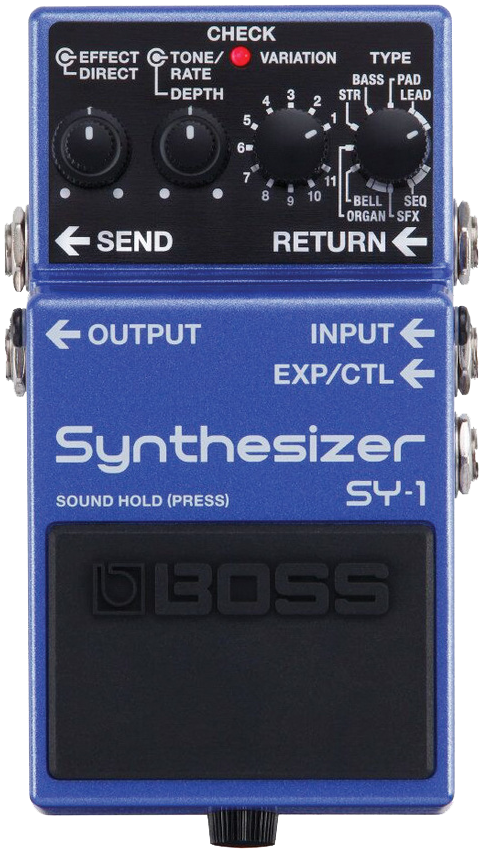 CHECK
EFFECT
DIRECT
TONE/
RATE
DEPTH
VARIATION
TYPE
BASS
PAD
STR
LEAD
BELL
SEQ
ORGAN
SFX
1
2
3
4
5
6
7
8
9
10
11
← SEND
RETURN ←
← OUTPUT
INPUT ←
EXP/CTL ←
Synthesizer
SY-1
SOUND HOLD (PRESS)
BOSS